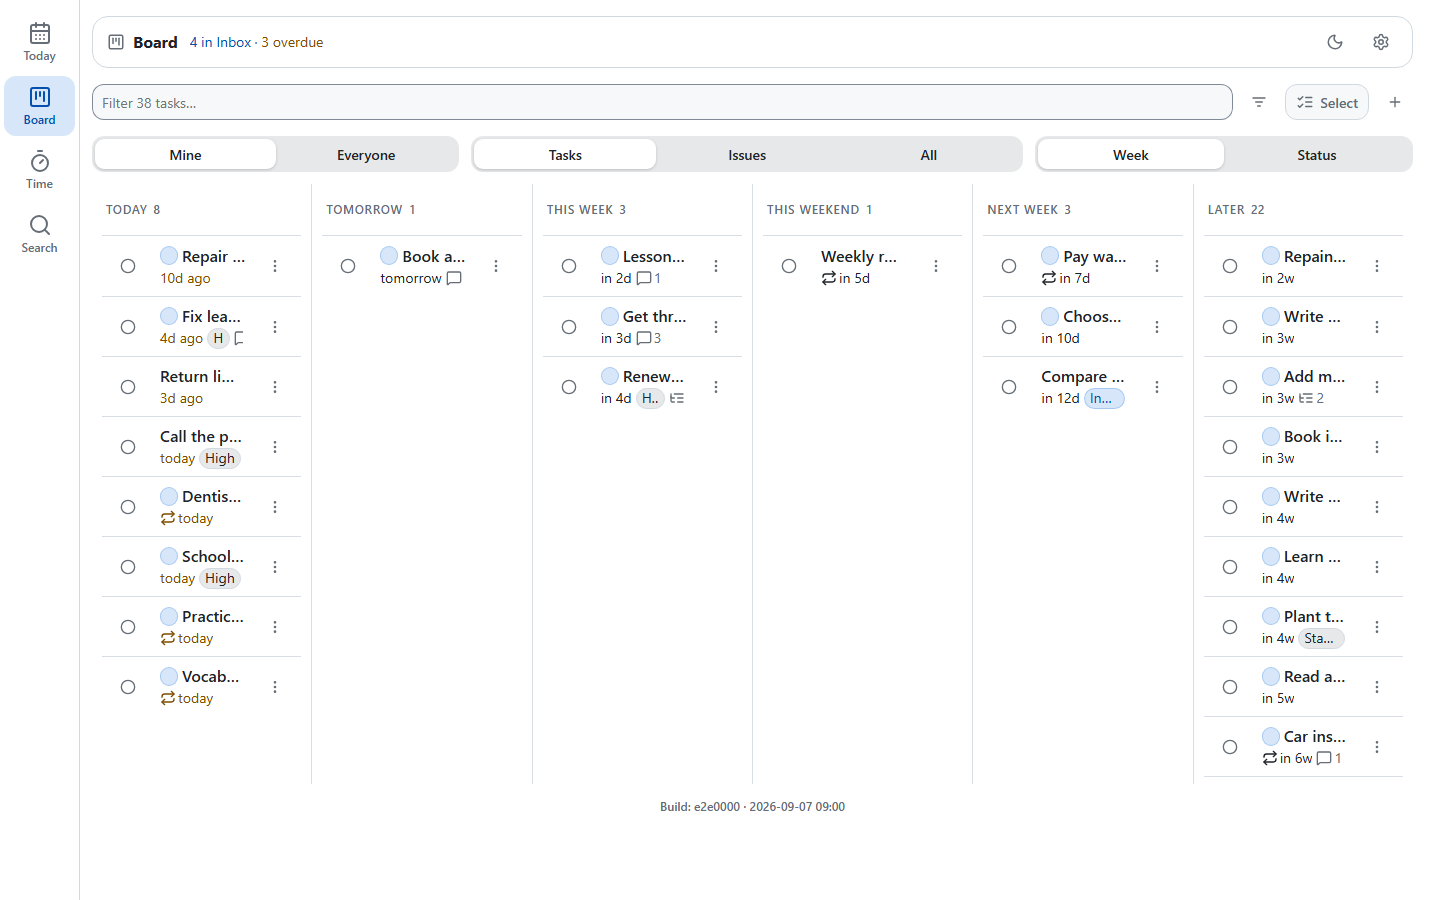 Today
Board
Time
Search
Board 4 in Inbox · 3 overdue
Filter 38 tasks...
Select
Mine Everyone
Tasks Issues All
Week Status
TODAY 8
Repair ...
10d ago
Fix lea...
4d ago H
Return li...
3d ago
Call the p...
today High
Dentis...
today
School...
today High
Practic...
today
Vocab...
today
TOMORROW 1
Book a...
tomorrow
THIS WEEK 3
Lesson...
in 2d 1
Get thr...
in 3d 3
Renew...
in 4d H..
THIS WEEKEND 1
Weekly r...
in 5d
NEXT WEEK 3
Pay wa...
in 7d
Choos...
in 10d
Compare ...
in 12d In...
LATER 22
Repain...
in 2w
Write ...
in 3w
Add m...
in 3w 2
Book i...
in 3w
Write ...
in 4w
Learn ...
in 4w
Plant t...
in 4w Sta...
Read a...
in 5w
Car ins...
in 6w 1
Build: e2e0000 · 2026-09-07 09:00